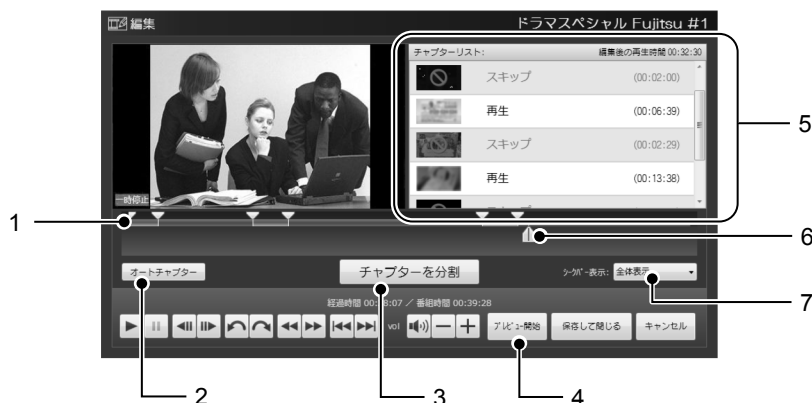 編集
ドラマスペシャル Fujitsu #1
チャプターリスト:
編集後の再生時間 00:32:30
スキップ
(00:02:00)
再生
(00:06:39)
スキップ
(00:02:29)
再生
(00:13:38)
一時停止
5
1
6
オートチャプター
チャプターを分割
シークバー表示:
全体表示
7
番組時間 00:39:28
vol
プレビュー開始
保存して閉じる
キャンセル
2
3
4